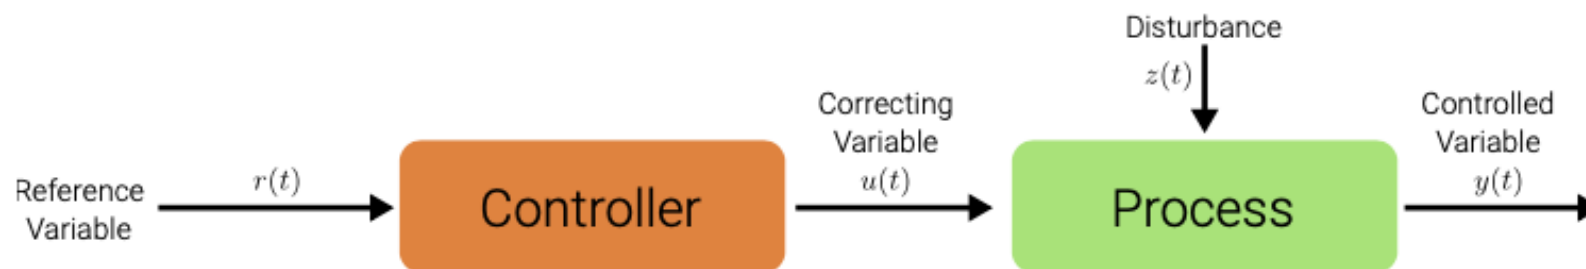 Disturbance
z(t)
Correcting
Variable
u(t)
Controlled
Variable
y(t)
Reference
Variable
r(t)
Controller
Process